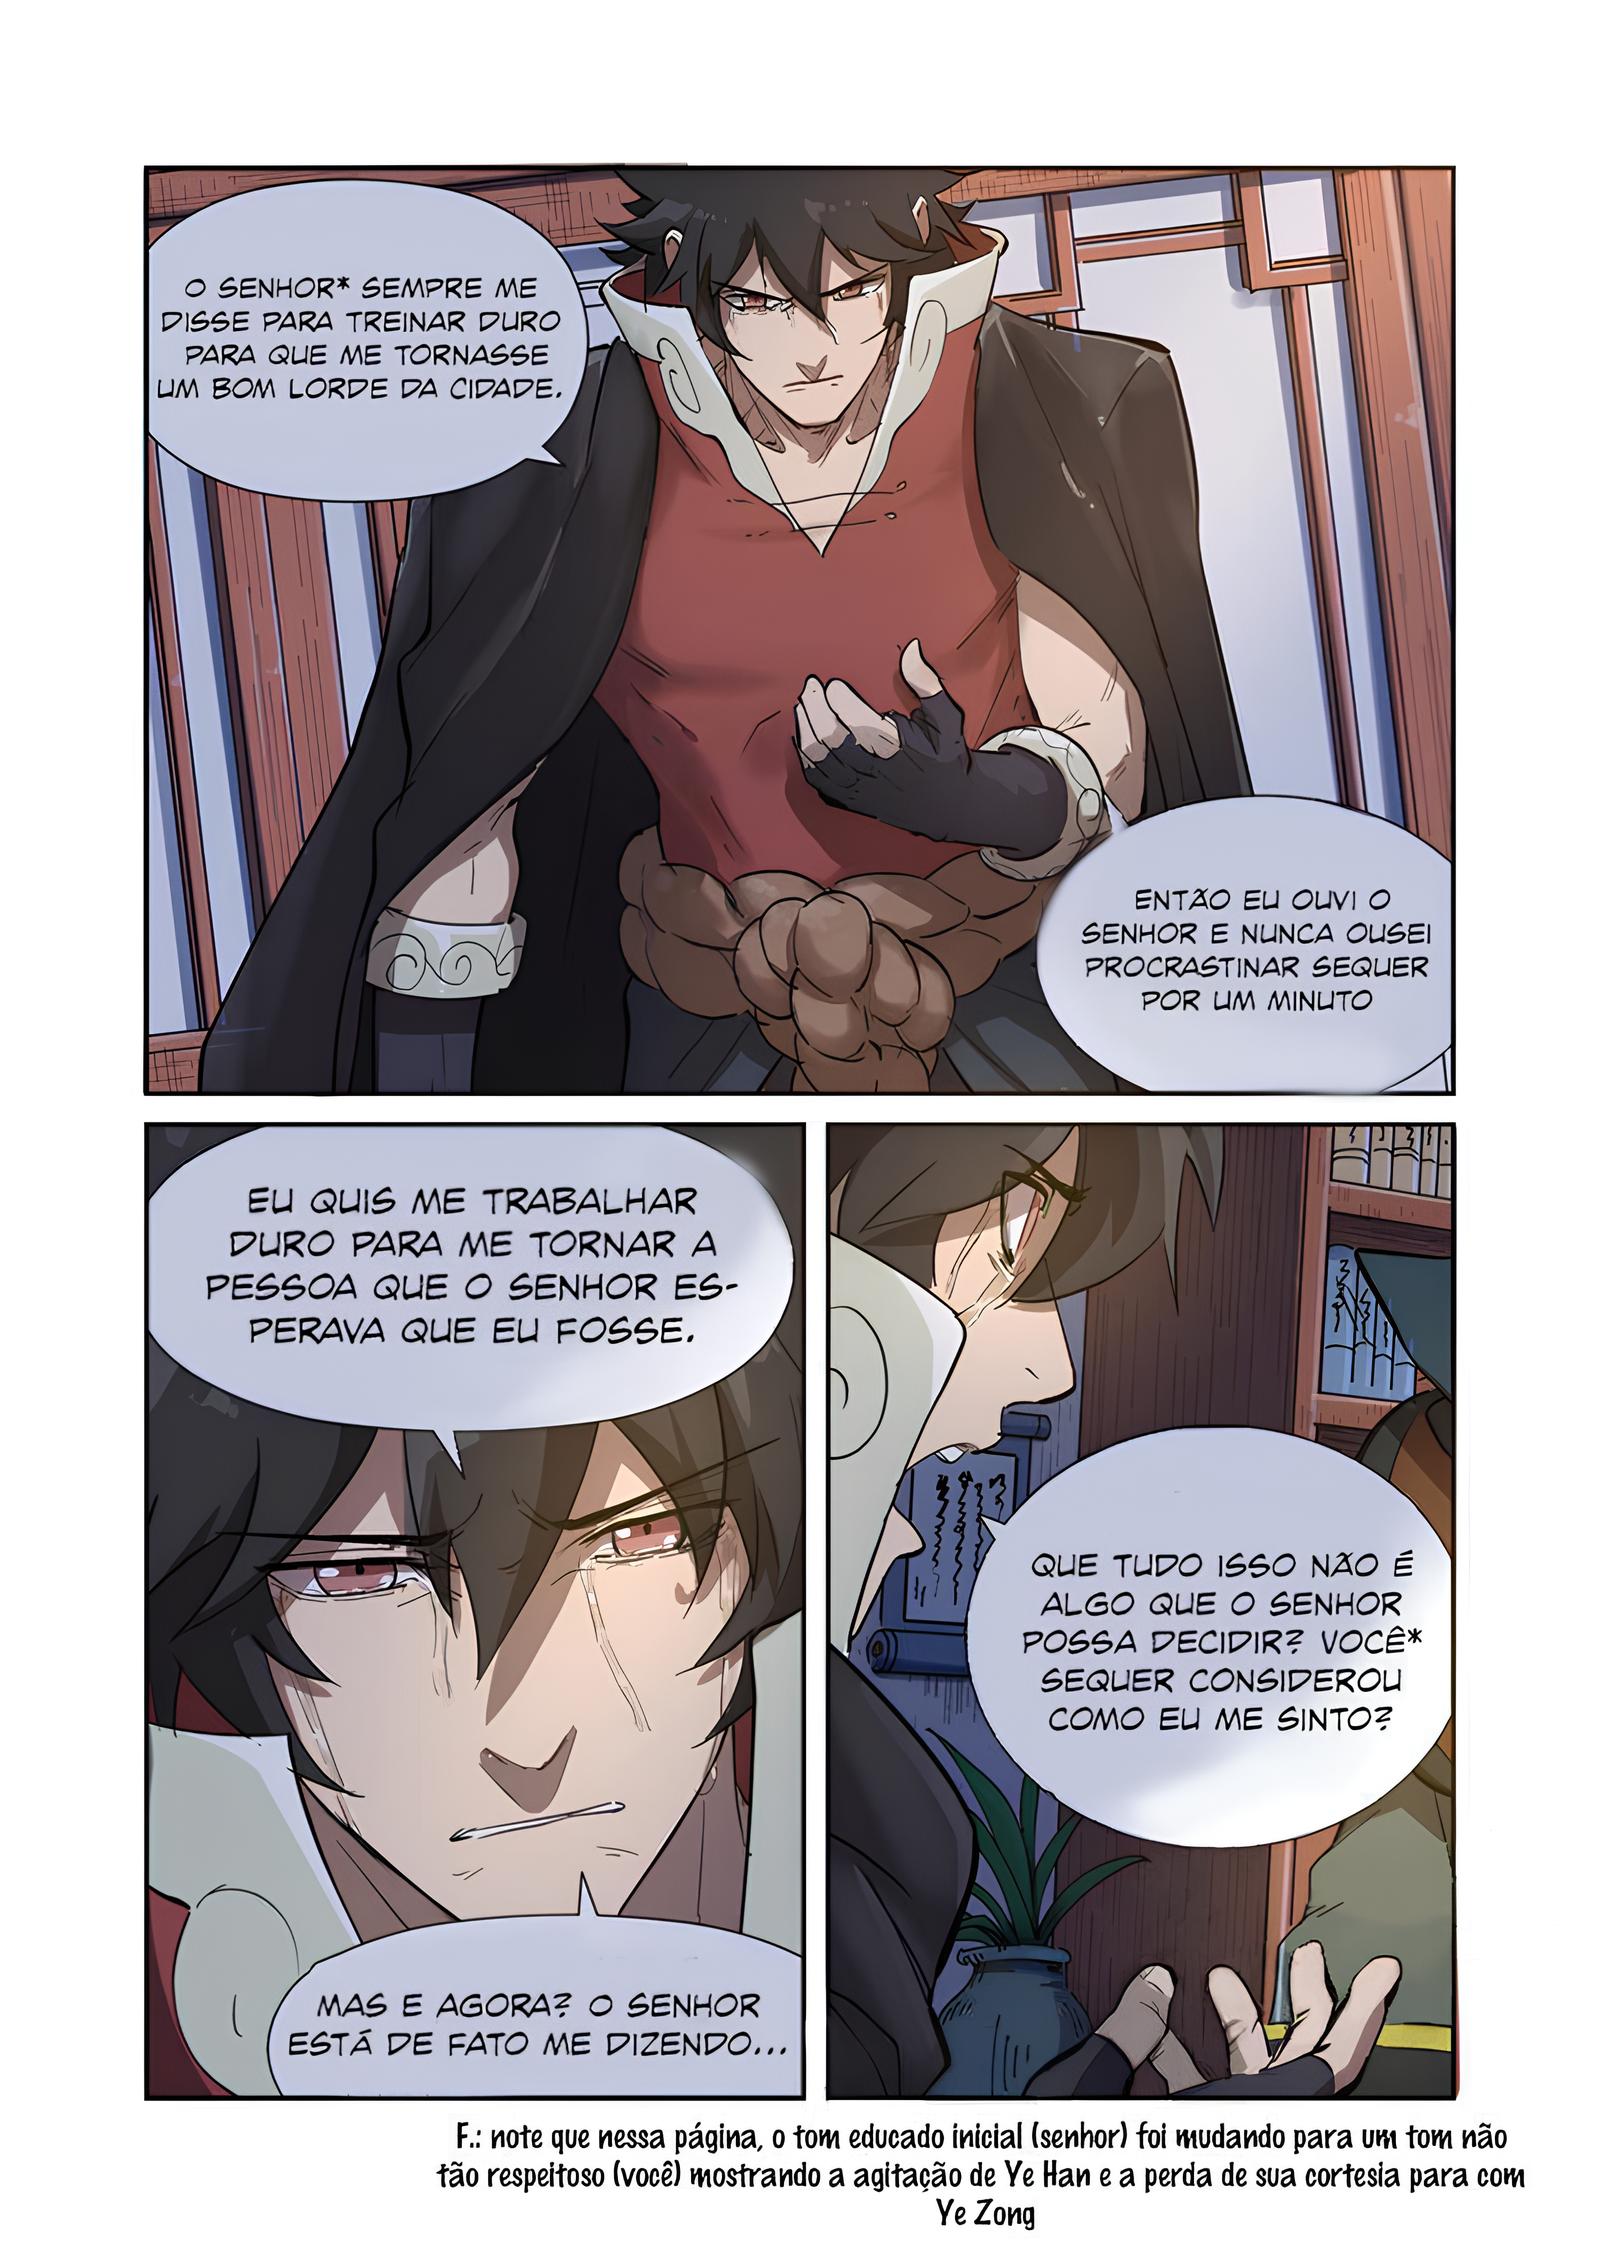 O SENHOR* SEMPRE ME
DISSE PARA TREINAR DURO
PARA QUE ME TORNASSE
UM BOM LORDE DA CIDADE.
ENTÃO EU OUVI O
SENHOR E NUNCA OUSEI
PROCRASTINAR SEQUER
POR UM MINUTO
EU QUIS ME TRABALHAR
DURO PARA ME TORNAR A
PESSOA QUE O SENHOR ES-
PERAVA QUE EU FOSSE.
MAS E AGORA? O SENHOR
ESTÁ DE FATO ME DIZENDO...
QUE TUDO ISSO NÃO É
ALGO QUE O SENHOR
POSSA DECIDIR? VOCÊ*
SEQUER CONSIDEROU
COMO EU ME SINTO?
F.: note que nessa página, o tom educado inicial (senhor) foi mudando para um tom não
tão respeitoso (você) mostrando a agitação de Ye Han e a perda de sua cortesia para com
Ye Zong